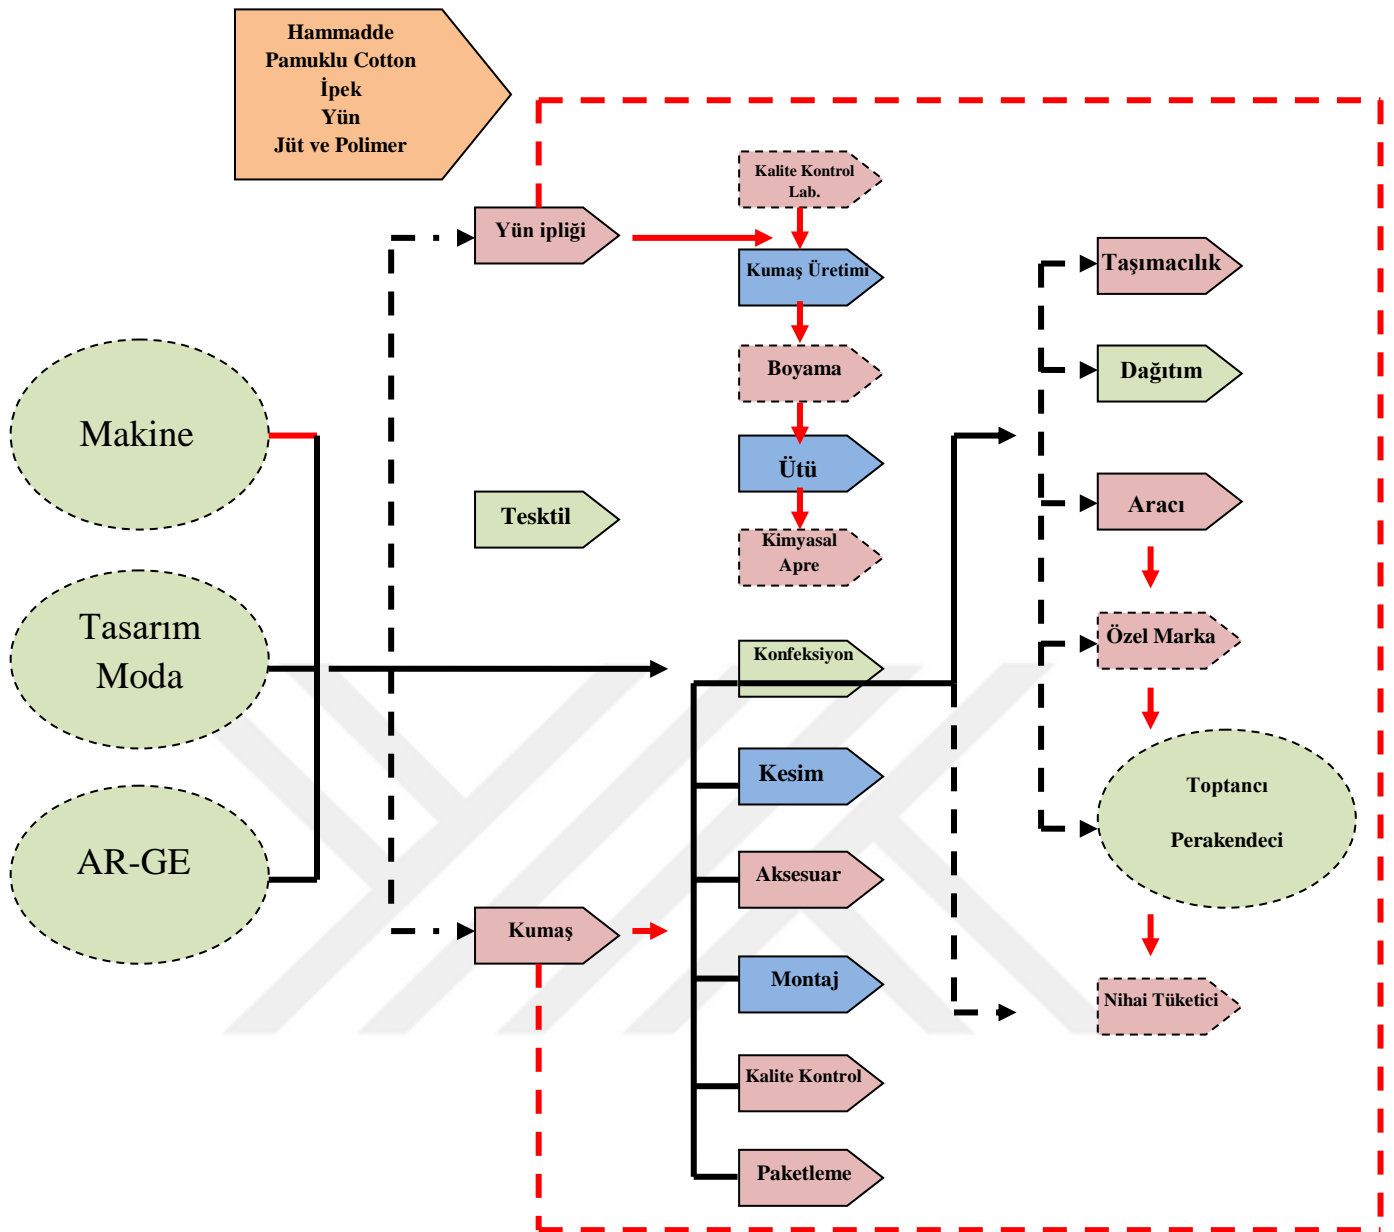 Hammadde
Pamuklu Cotton
İpek
Yün
Jüt ve Polimer
Makine
Tasarım
Moda
AR-GE
Yün ipliği
Tesktil
Kumaş
Kalite Kontrol
Lab.
Kumaş Üretimi
Boyama
Ütü
Kimyasal
Apre
Konfeksiyon
Kesim
Aksesuar
Montaj
Kalite Kontrol
Paketleme
Taşımacılık
Dağıtım
Aracı
Özel Marka
Toptancı
Perakendeci
Nihai Tüketici